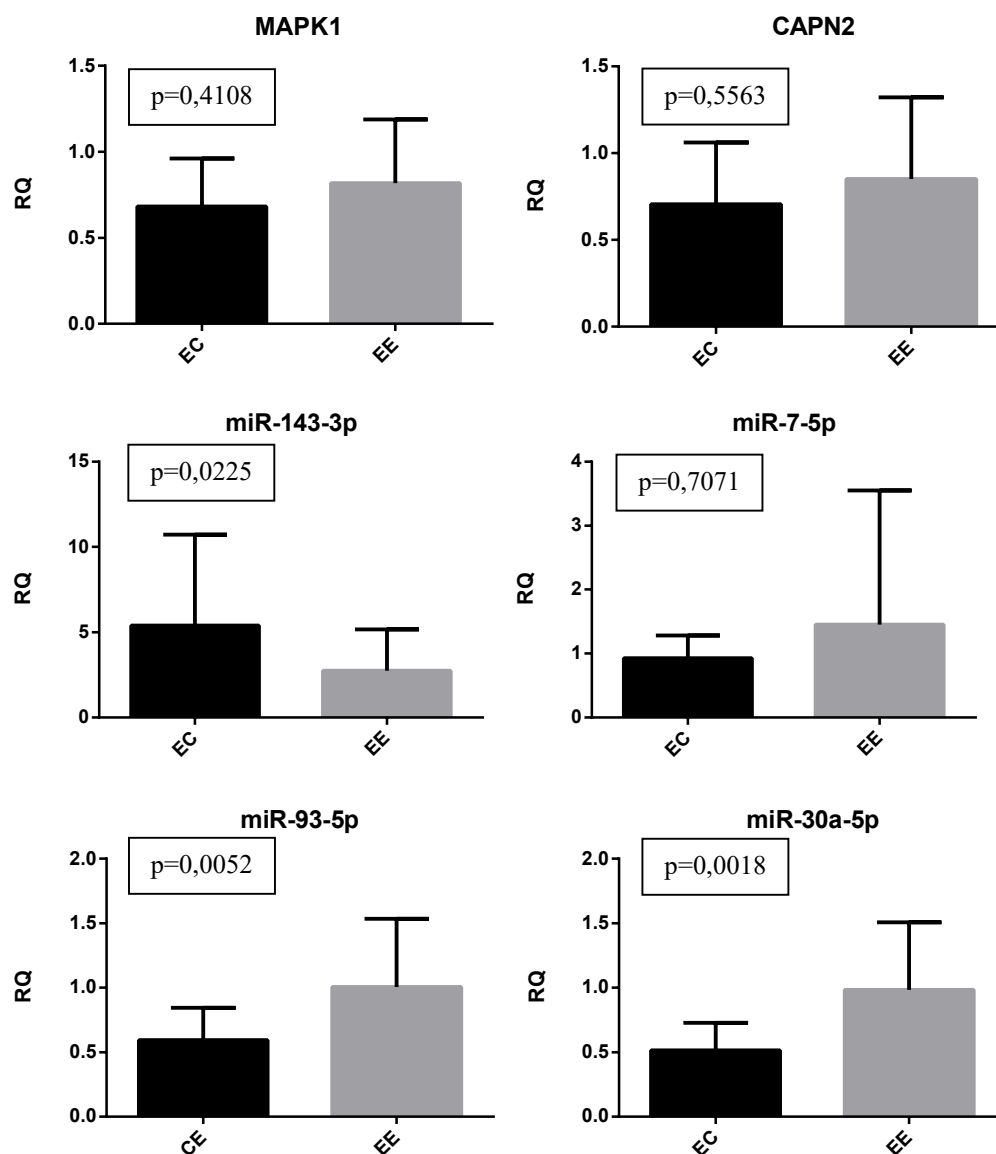 MAPK1
p=0,4108
1.5
1.0
0.5
0.0
RQ
EC
EE
CAPN2
p=0,5563
1.5
1.0
0.5
0.0
RQ
EC
EE
miR-143-3p
p=0,0225
15
10
5
0
RQ
EC
EE
miR-7-5p
p=0,7071
4
3
2
1
0
RQ
EC
EE
miR-93-5p
p=0,0052
2.0
1.5
1.0
0.5
0.0
RQ
CE
EE
miR-30a-5p
p=0,0018
2.0
1.5
1.0
0.5
0.0
RQ
EC
EE